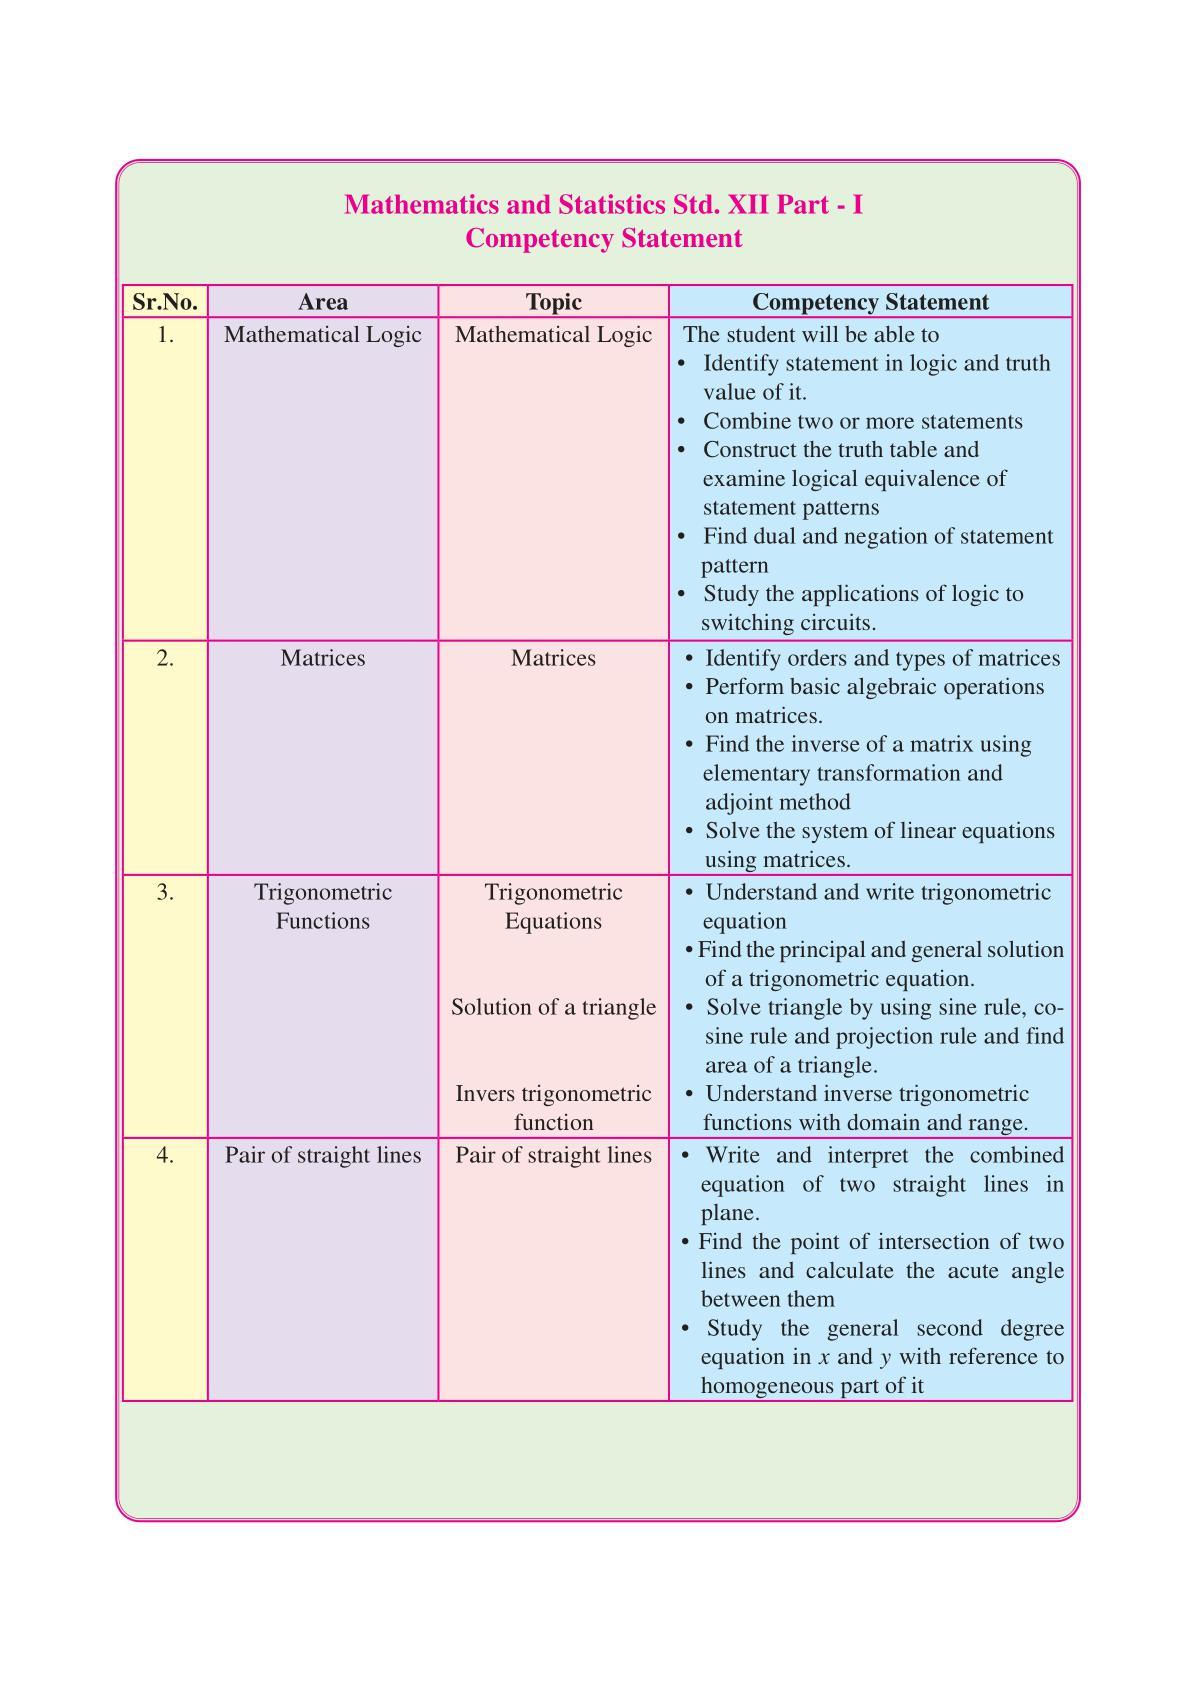 Mathematics and Statistics Std. XII Part - I
Competency Statement
Sr.No. Area Topic Competency Statement
1. Mathematical Logic Mathematical Logic The student will be able to
• Identify statement in logic and truth
value of it.
• Combine two or more statements
• Construct the truth table and
examine logical equivalence of
statement patterns
• Find dual and negation of statement
pattern
• Study the applications of logic to
switching circuits.
2. Matrices Matrices • Identify orders and types of matrices
• Perform basic algebraic operations
on matrices.
• Find the inverse of a matrix using
elementary transformation and
adjoint method
• Solve the system of linear equations
using matrices.
3. Trigonometric Trigonometric • Understand and write trigonometric
Functions Equations equation
• Find the principal and general solution
of a trigonometric equation.
Solution of a triangle • Solve triangle by using sine rule, co-
sine rule and projection rule and find
area of a triangle.
Invers trigonometric • Understand inverse trigonometric
function functions with domain and range.
4. Pair of straight lines Pair of straight lines • Write and interpret the combined
equation of two straight lines in
plane.
• Find the point of intersection of two
lines and calculate the acute angle
between them
• Study the general second degree
equation in x and y with reference to
homogeneous part of it